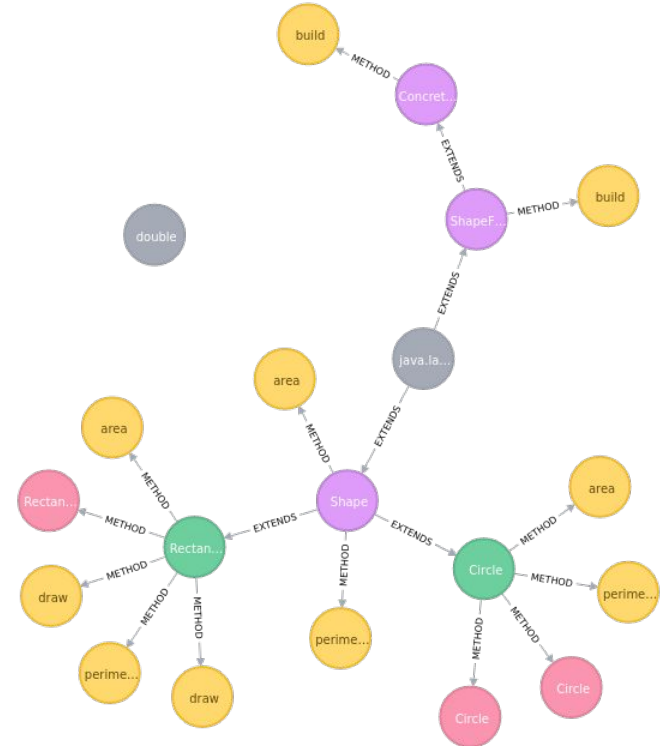 build
METHOD
Concret...
EXTENDS
ShapeF...
METHOD
build
double
EXTENDS
java.la...
area
EXTENDS
METHOD
area
METHOD
Rectan...
METHOD
Shape
EXTENDS
EXTENDS
Rectan...
area
METHOD
Circle
METHOD
perime...
METHOD
draw
METHOD
METHOD
METHOD
perime...
METHOD
perime...
draw
METHOD
METHOD
Circle
Circle